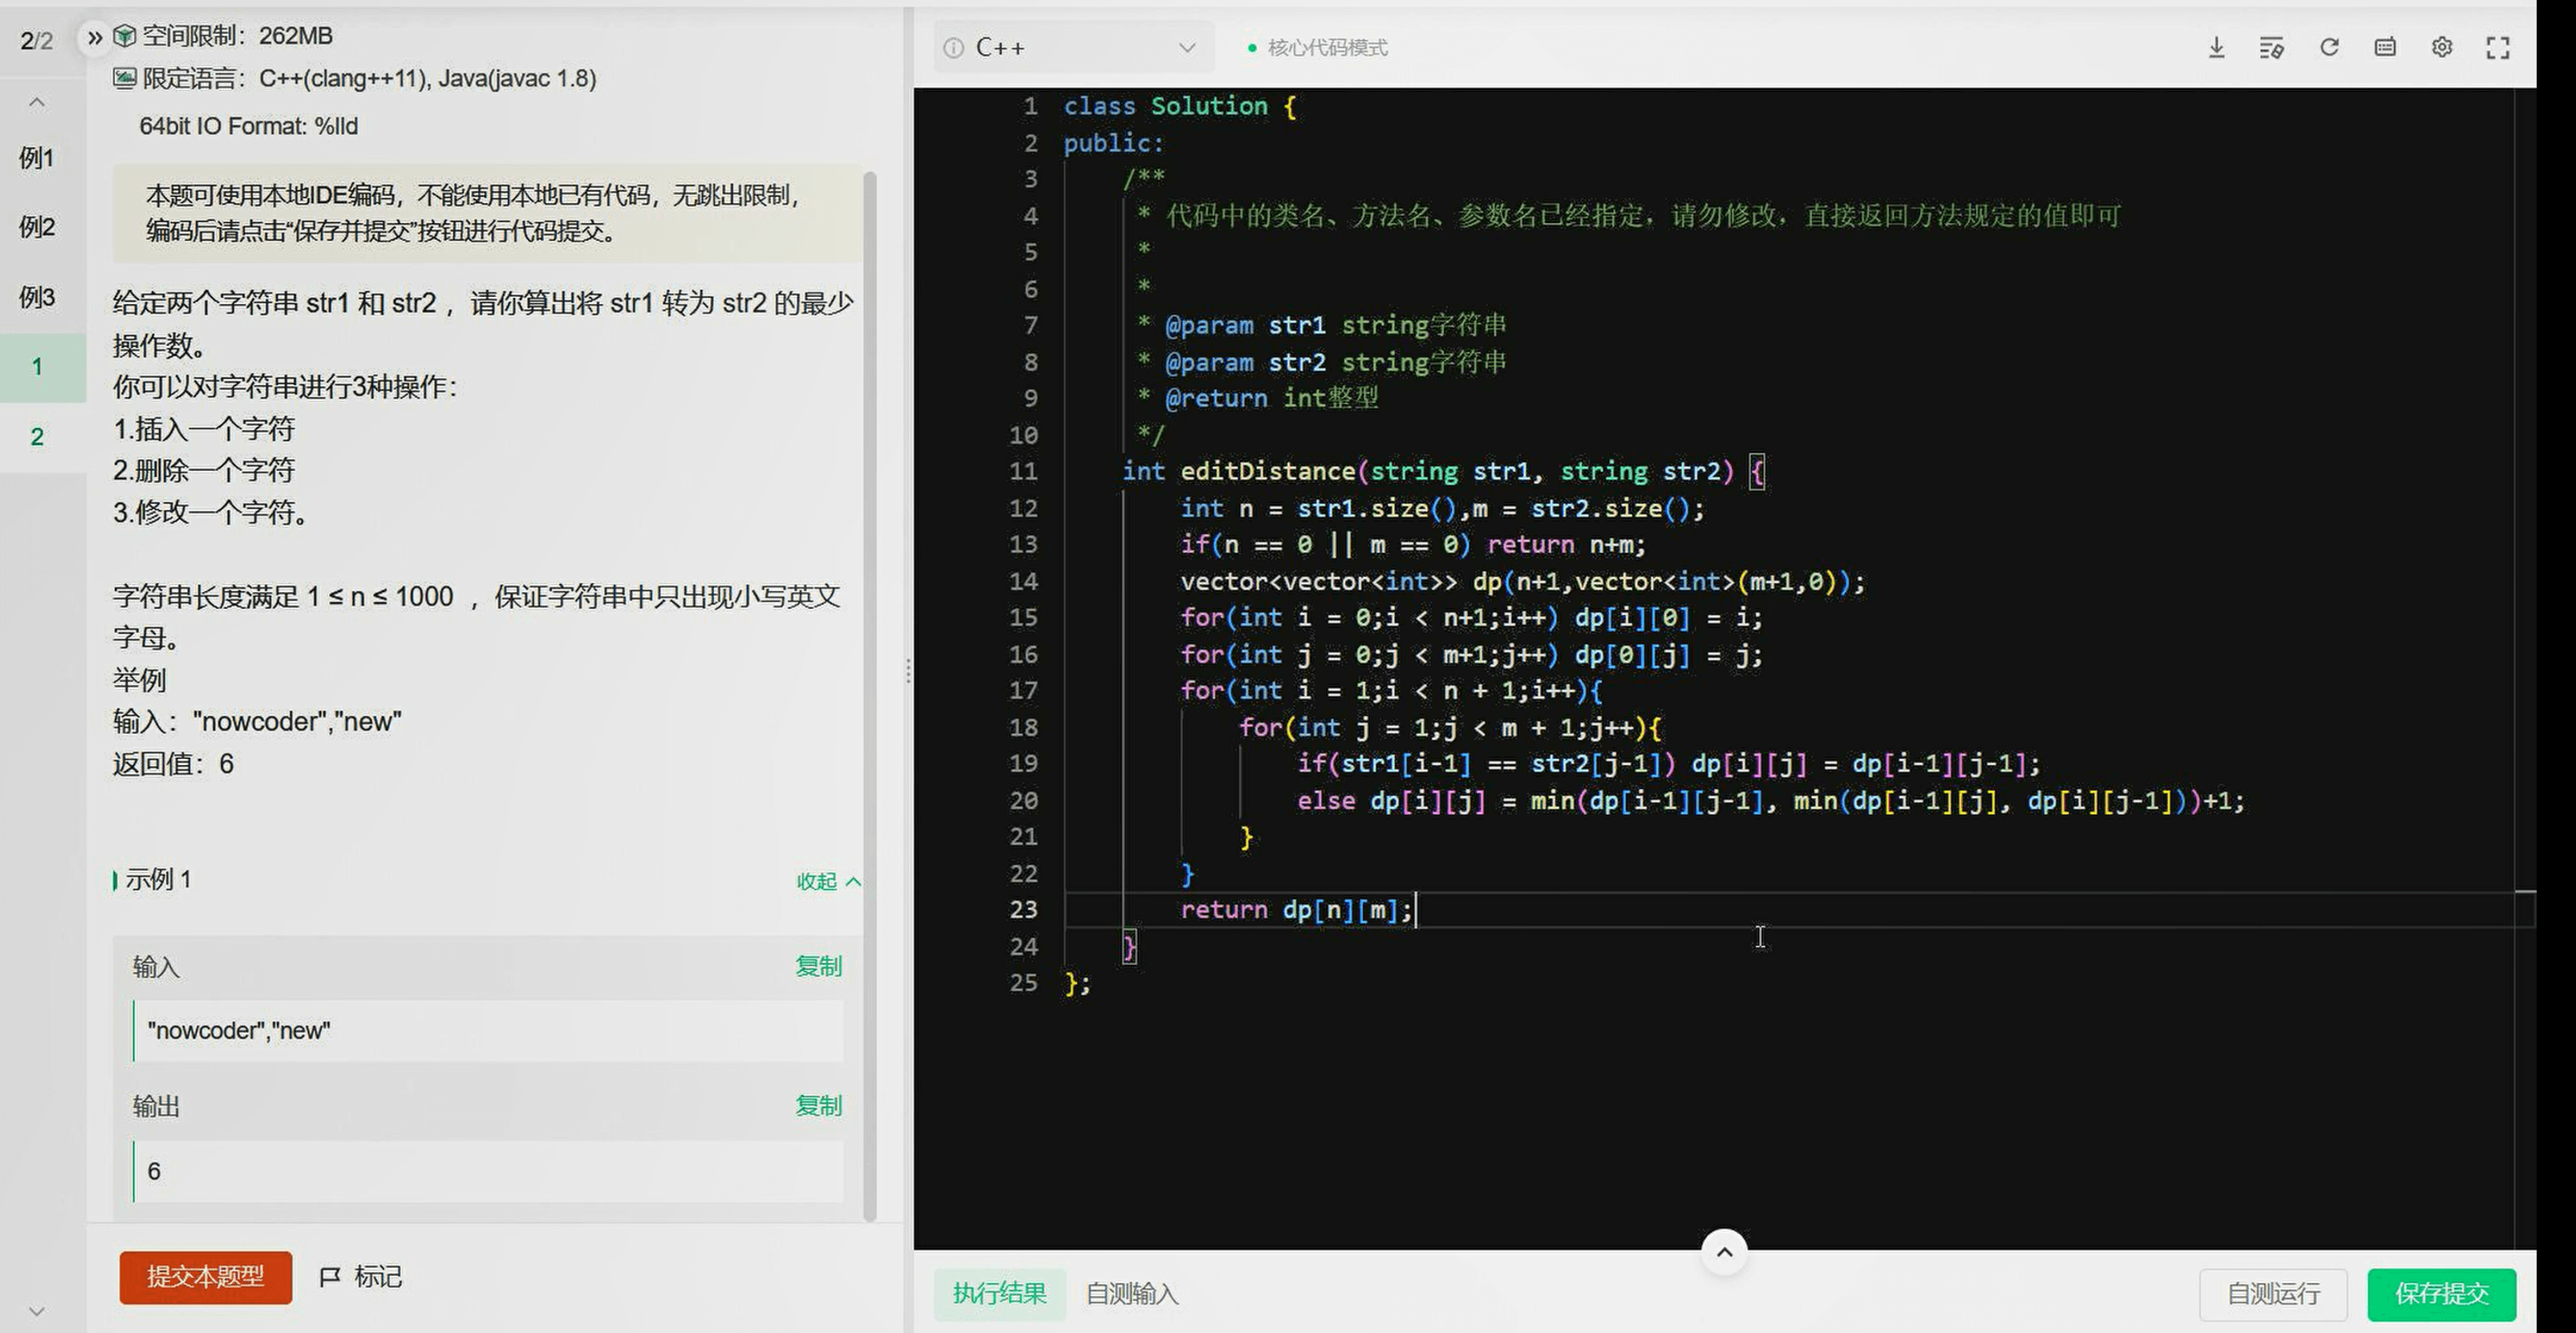 2/2
空间限制：262MB
限定语言：C++(clang++11), Java(javac 1.8)
64bit IO Format: %lld
本题可使用本地IDE编码，不能使用本地已有代码，无跳出限制，
编码后请点击“保存并提交”按钮进行代码提交。
例1
例2
例3
1
2
给定两个字符串 str1 和 str2 ，请你算出将 str1 转为 str2 的最少
操作数。
你可以对字符串进行3种操作：
1.插入一个字符
2.删除一个字符
3.修改一个字符。
字符串长度满足 1 ≤ n ≤ 1000 ，保证字符串中只出现小写英文
字母。
举例
输入："nowcoder","new"
返回值：6
示例 1
收起
输入
复制
"nowcoder","new"
输出
复制
6
提交本题型
标记
C++
核心代码模式
1 class Solution {
2 public:
3     /**
4      * 代码中的类名、方法名、参数名已经指定，请勿修改，直接返回方法规定的值即可
5      *
6      *
7      * @param str1 string字符串
8      * @param str2 string字符串
9      * @return int整型
10      */
11     int editDistance(string str1, string str2) {
12         int n = str1.size(),m = str2.size();
13         if(n == 0 || m == 0) return n+m;
14         vector<vector<int>> dp(n+1,vector<int>(m+1,0));
15         for(int i = 0;i < n+1;i++) dp[i][0] = i;
16         for(int j = 0;j < m+1;j++) dp[0][j] = j;
17         for(int i = 1;i < n + 1;i++){
18             for(int j = 1;j < m + 1;j++){
19                 if(str1[i-1] == str2[j-1]) dp[i][j] = dp[i-1][j-1];
20                 else dp[i][j] = min(dp[i-1][j-1], min(dp[i-1][j], dp[i][j-1]))+1;
21             }
22         }
23         return dp[n][m];
24     }
25 };
执行结果
自测输入
自测运行
保存提交